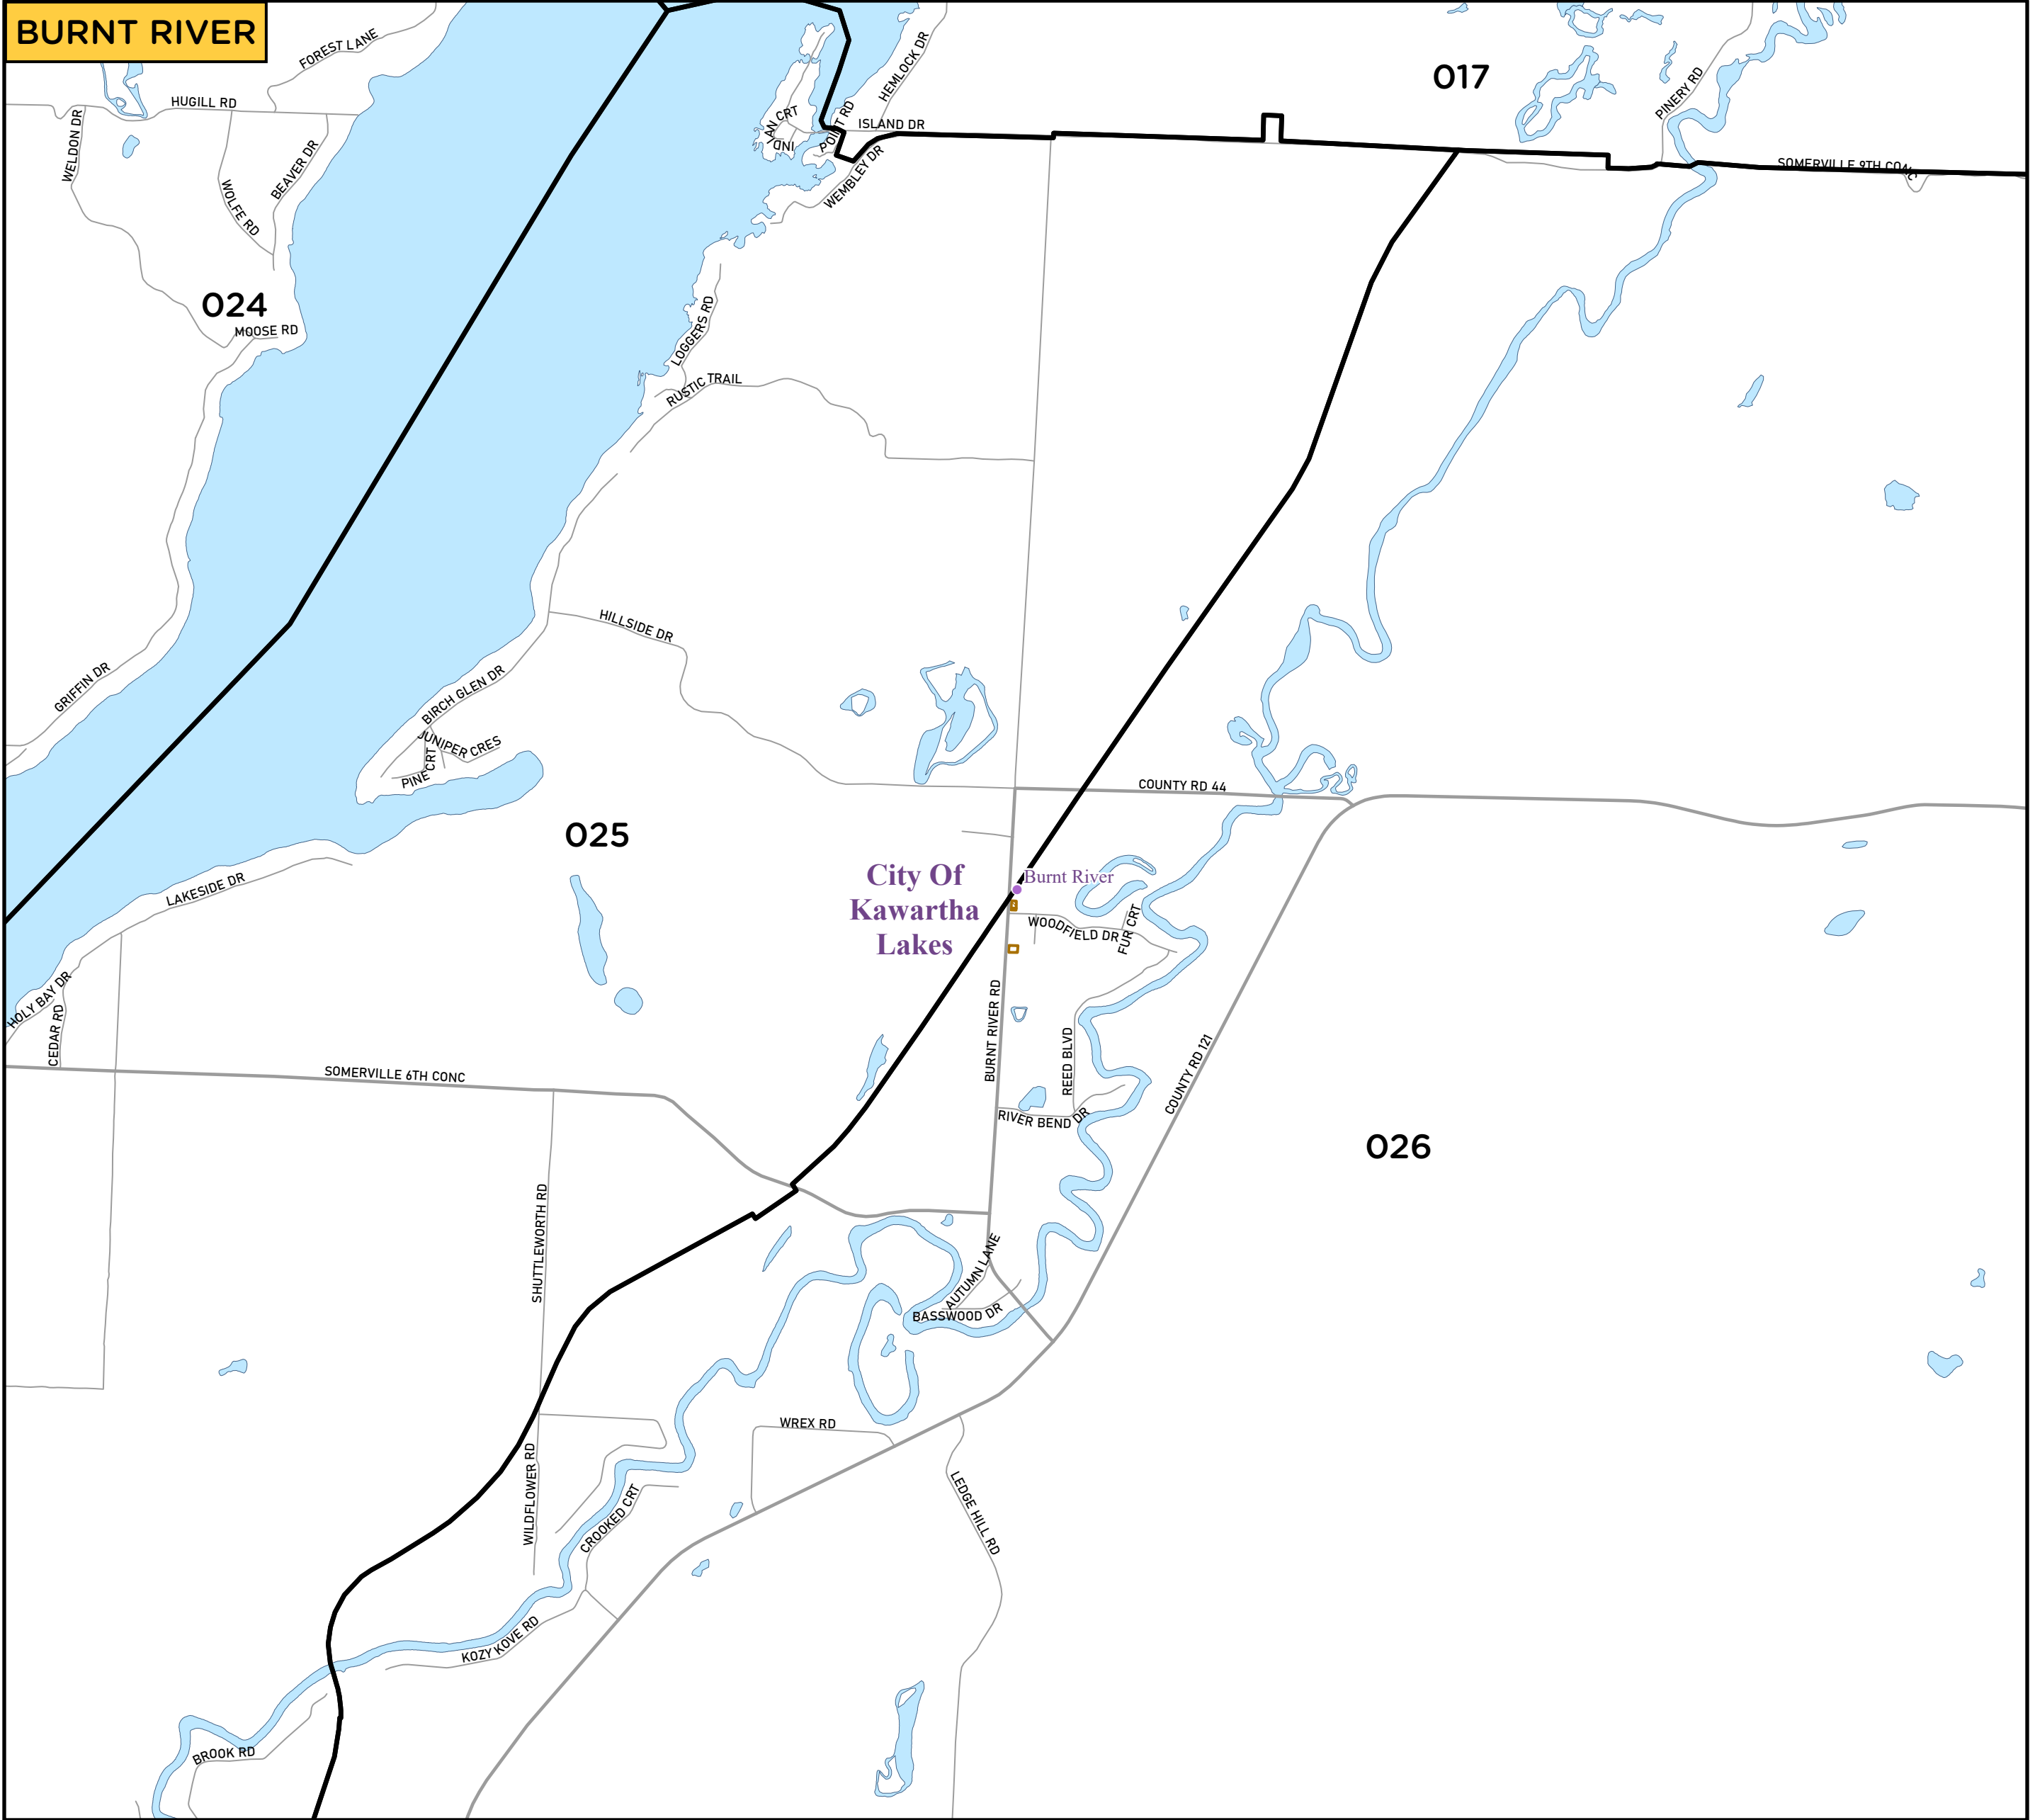 BURNT RIVER
FOREST LANE
HUGILL RD
WELDON DR
WOLFE RD
BEAVER DR
024
MOOSE RD
GRIFFIN DR
HEMLOCK DR
ISLAND DR
INDIAN CRT
POINT RD
WEMBLEY DR
017
PINERY RD
SOMERVILLE 9TH CONC
LOGGERS RD
RUSTIC TRAIL
HILLSIDE DR
BIRCH GLEN DR
JUNIPER CRES
PINE CRT
COUNTY RD 44
025
City Of
Kawartha
Lakes
Burnt River
WOODFIELD DR
FUR CRT
LAKESIDE DR
HOLY BAY DR
CEDAR RD
SOMERVILLE 6TH CONC
BURNT RIVER RD
REED BLVD
RIVER BEND DR
COUNTY RD 121
026
SHUTTLEWORTH RD
AUTUMN LANE
BASSWOOD DR
WREX RD
WILDFLOWER RD
CROOKED CRT
LEDGE HILL RD
KOZY KOVE RD
BROOK RD